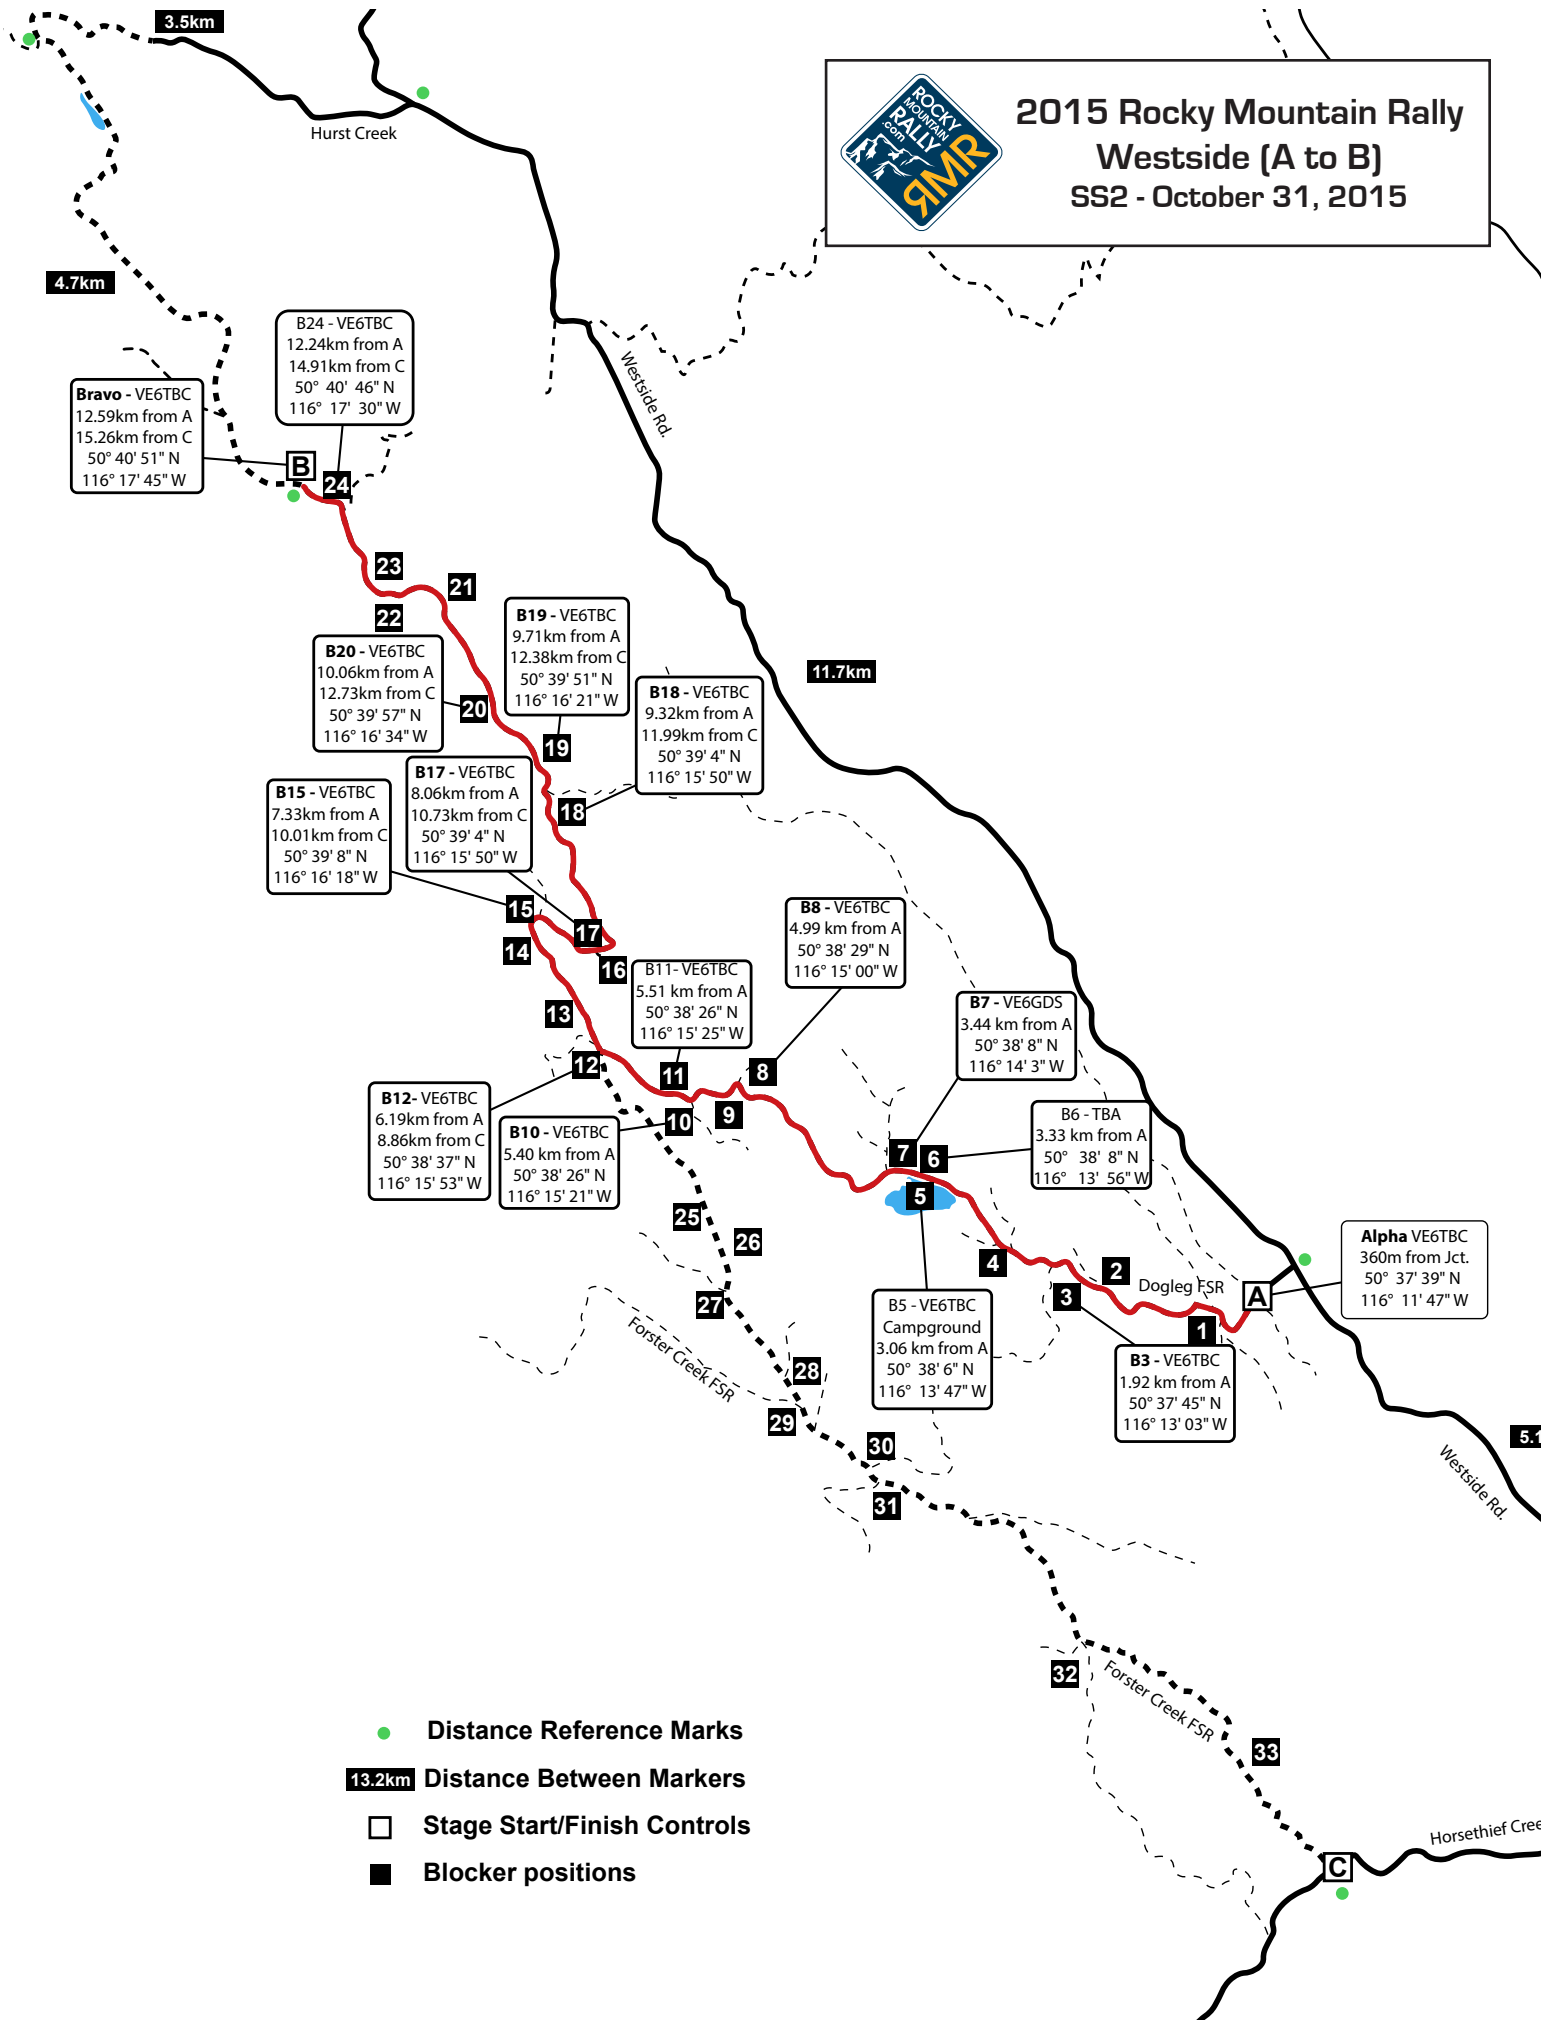 3.5km
Hurst Creek
ROCKY
MOUNTAIN
RALLY
.com
RMR
2015 Rocky Mountain Rally
Westside (A to B)
SS2 - October 31, 2015
4.7km
B24 - VE6TBC
12.24km from A
14.91km from C
50° 40' 46" N
116° 17' 30" W
Westside Rd.
Bravo - VE6TBC
12.59km from A
15.26km from C
50° 40' 51" N
116° 17' 45" W
B
24
23
21
22
B19 - VE6TBC
9.71km from A
12.38km from C
50° 39' 51" N
116° 16' 21" W
B20 - VE6TBC
10.06km from A
12.73km from C
50° 39' 57" N
116° 16' 34" W
11.7km
B18 - VE6TBC
9.32km from A
11.99km from C
50° 39' 4" N
116° 15' 50" W
20
19
B17 - VE6TBC
8.06km from A
10.73km from C
50° 39' 4" N
116° 15' 50" W
B15 - VE6TBC
7.33km from A
10.01km from C
50° 39' 8" N
116° 16' 18" W
18
15
17
14
16
B8 - VE6TBC
4.99 km from A
50° 38' 29" N
116° 15' 00" W
B11- VE6TBC
5.51 km from A
50° 38' 26" N
116° 15' 25" W
13
B7 - VE6GDS
3.44 km from A
50° 38' 8" N
116° 14' 3" W
12
11
8
9
10
B12- VE6TBC
6.19km from A
8.86km from C
50° 38' 37" N
116° 15' 53" W
B10 - VE6TBC
5.40 km from A
50° 38' 26" N
116° 15' 21" W
B6 - TBA
3.33 km from A
50° 38' 8" N
116° 13' 56" W
7
6
5
25
26
4
2
Dogleg FSR
A
Alpha VE6TBC
360m from Jct.
50° 37' 39" N
116° 11' 47" W
27
3
1
B5 - VE6TBC
Campground
3.06 km from A
50° 38' 6" N
116° 13' 47" W
B3 - VE6TBC
1.92 km from A
50° 37' 45" N
116° 13' 03" W
Forster Creek FSR
28
29
30
31
5.1
Westside Rd.
32
Forster Creek FSR
33
Horsethief Cree
C
Distance Reference Marks
13.2km Distance Between Markers
Stage Start/Finish Controls
Blocker positions